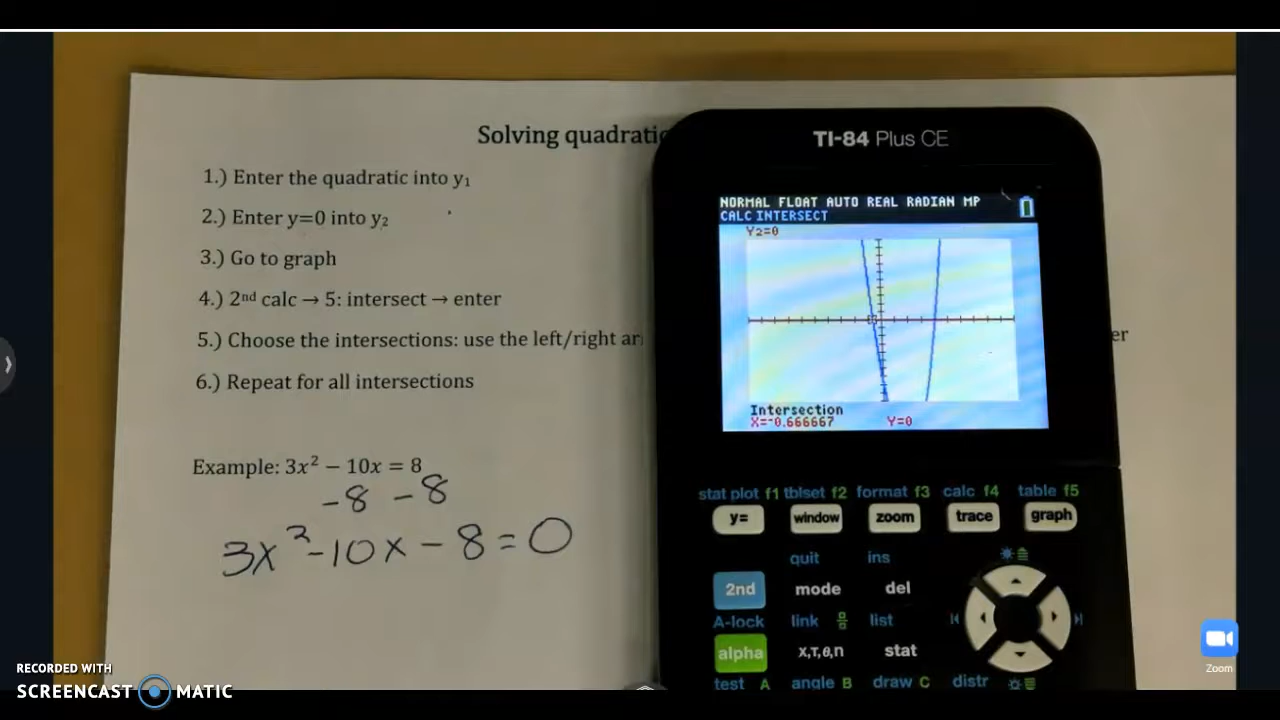 Solving quadratic
1.) Enter the quadratic into y₁
2.) Enter y=0 into y₂
3.) Go to graph
4.) 2nd calc → 5: intersect → enter
5.) Choose the intersections: use the left/right ar
er
6.) Repeat for all intersections
Example: 3x² − 10x = 8
-8 -8
3x²-10x-8=0
TI-84 Plus CE
NORMAL FLOAT AUTO REAL RADIAN MP
CALC INTERSECT
Y2=0
Intersection
X=-0.666667 Y=0
stat plot f1 tblset f2 format f3 calc f4 table f5
y= window zoom trace graph
quit ins
2nd mode del
A-lock link list
alpha X,T,θ,n stat
test A angle B draw C distr
Zoom
RECORDED WITH
SCREENCAST MATIC